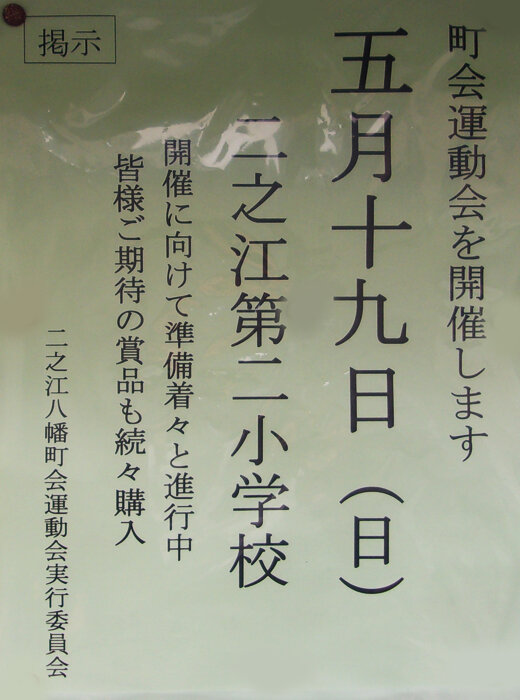 掲示
町会運動会を開催します
五月十九日（日）
二之江第二小学校
開催に向けて準備着々と進行中
皆様ご期待の賞品も続々購入
二之江八幡町会運動会実行委員会